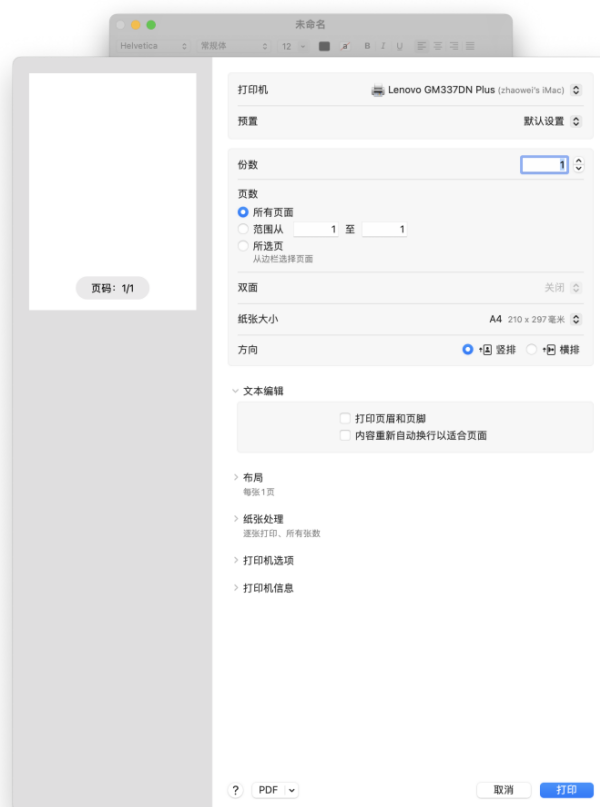 未命名
Helvetica 常规体 12 a B I U
页码：1/1
打印机 Lenovo GM337DN Plus (zhaowei's iMac)
预置 默认设置
份数 1
页数
所有页面
范围从 1 至 1
所选页
从边栏选择页面
双面 关闭
纸张大小 A4 210 x 297 毫米
方向 竖排 横排
文本编辑
打印页眉和页脚
内容重新自动换行以适合页面
布局
每张 1 页
纸张处理
逐张打印、所有张数
打印机选项
打印机信息
? PDF 取消 打印